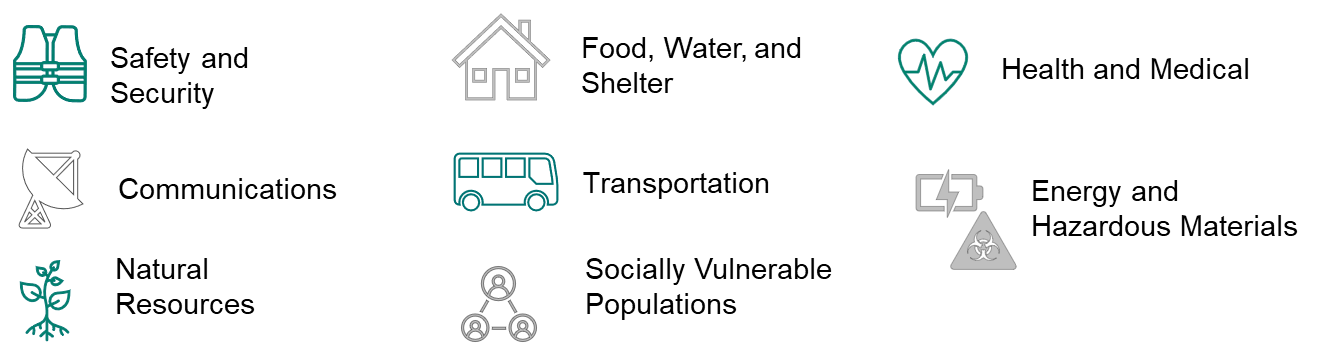 Safety and
Security
Food, Water, and
Shelter
Health and Medical
Communications
Transportation
Energy and
Hazardous Materials
Natural
Resources
Socially Vulnerable
Populations